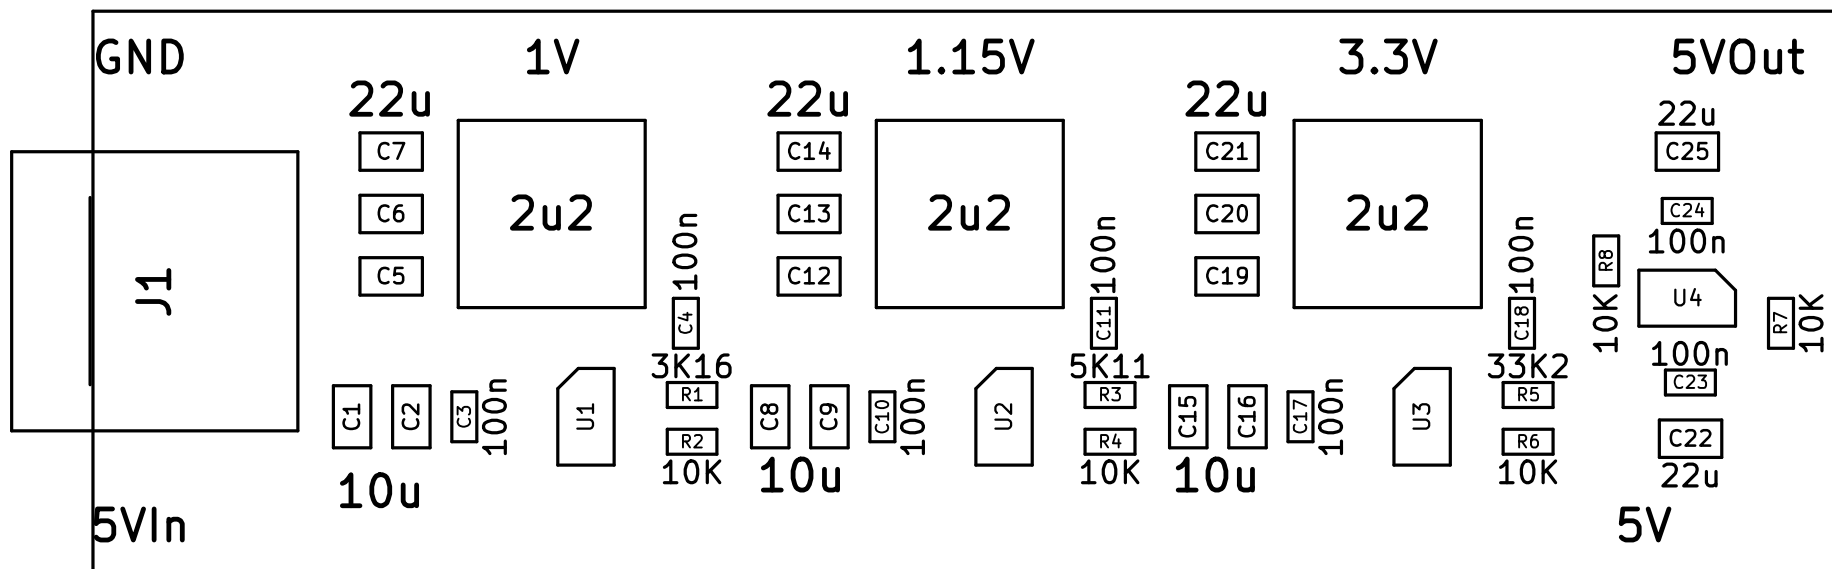 GND 1V 1.15V 3.3V 5VOut
22u 22u 22u 22u
C7 C14 C21 C25
C6 2u2 C13 2u2 C20 2u2 C24
100n 100n 100n 100n
C5 C12 C19 R8
J1 U4
C4 C11 C18 10K R7 10K
3K16 5K11 33K2 100n
R1 R3 R5 C23
C1 C2 C3 100n U1 C8 C9 C10 100n U2 C15 C16 C17 100n U3
R2 R4 R6 C22
10K 10K 10K 22u
10u 10u 10u
5VIn 5V